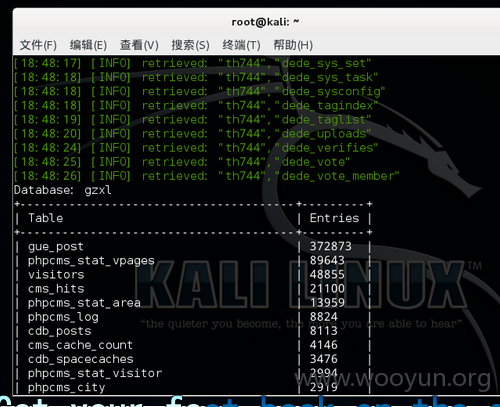 root@kali: ~
文件(F) 编辑(E) 查看(V) 搜索(S) 终端(T) 帮助(H)
[18:48:17] [INFO] retrieved: "th744","dede_sys_set"
[18:48:18] [INFO] retrieved: "th744","dede_sys_task"
[18:48:18] [INFO] retrieved: "th744","dede_sysconfig"
[18:48:18] [INFO] retrieved: "th744","dede_tagindex"
[18:48:19] [INFO] retrieved: "th744","dede_taglist"
[18:48:20] [INFO] retrieved: "th744","dede_uploads"
[18:48:24] [INFO] retrieved: "th744","dede_verifies"
[18:48:25] [INFO] retrieved: "th744","dede_vote"
[18:48:26] [INFO] retrieved: "th744","dede_vote_member"
Database: gzxl
+---------------------------------------+---------+
| Table | Entries |
+---------------------------------------+---------+
| gue_post | 372873 |
| phpcms_stat_vpages | 89643 |
| visitors | 48855 |
| cms_hits | 21100 |
| phpcms_stat_area | 13959 |
| phpcms_log | 8824 |
| cdb_posts | 8113 |
| cms_cache_count | 4146 |
| cdb_spacecaches | 3476 |
| phpcms_stat_visitor | 2994 |
| phpcms_city | 2919 |
KALI LINUX
"the quieter you become, the more you are able to hear"
www.wooyun.org